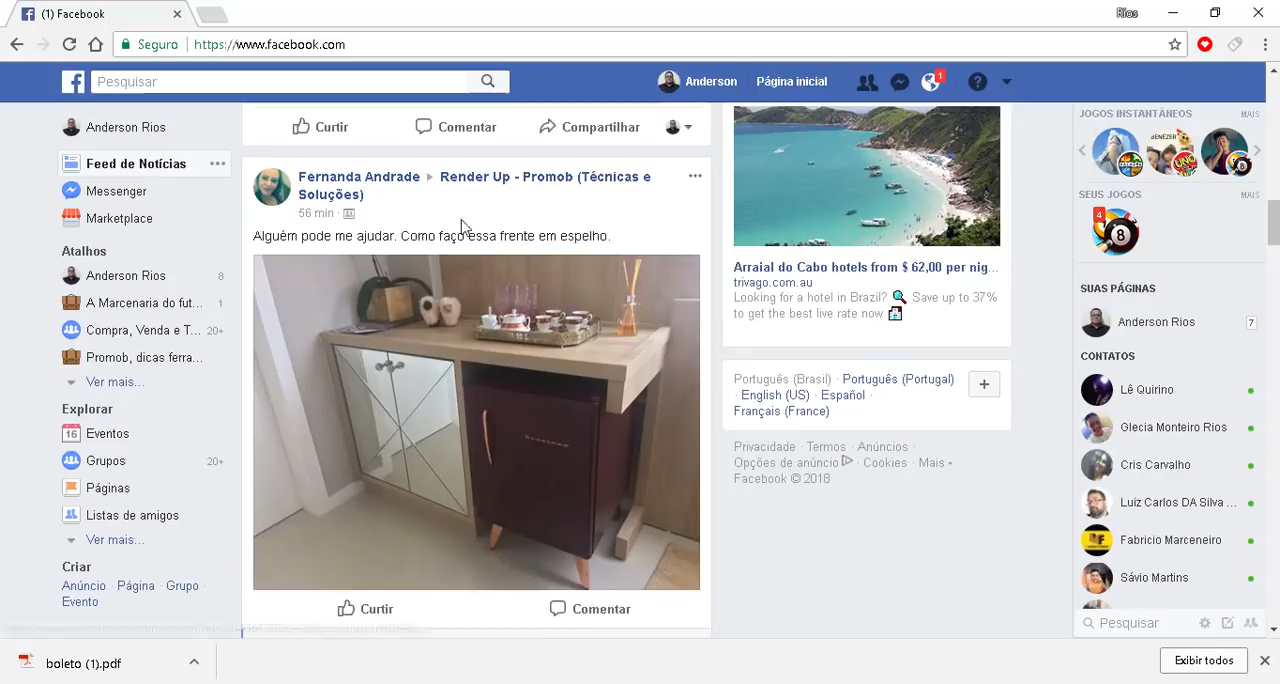 (1) Facebook
Rios
Seguro
https://www.facebook.com
Pesquisar
Anderson
Página inicial
1
Anderson Rios
Feed de Notícias
Messenger
Marketplace
Atalhos
Anderson Rios 8
A Marcenaria do fut... 1
Compra, Venda e T... 20+
Promob, dicas ferra...
Ver mais...
Explorar
16 Eventos
Grupos 20+
Páginas
Listas de amigos
Ver mais...
Criar
Anúncio Página Grupo
Evento
Curtir Comentar Compartilhar
Fernanda Andrade Render Up - Promob (Técnicas e
Soluções)
56 min
Alguém pode me ajudar. Como faço essa frente em espelho.
Curtir Comentar
Arraial do Cabo hotels from $ 62,00 per nig...
trivago.com.au
Looking for a hotel in Brazil? Save up to 37%
to get the best live rate now
Português (Brasil) · Português (Portugal)
· English (US) · Español ·
Français (France)
Privacidade · Termos · Anúncios ·
Opções de anúncio · Cookies · Mais
Facebook © 2018
JOGOS INSTANTÂNEOS MAIS
UNO
8
SEUS JOGOS MAIS
4
8
SUAS PÁGINAS
Anderson Rios 7
CONTATOS
Lê Quirino
Glecia Monteiro Rios
Cris Carvalho
Luiz Carlos DA Silva ...
Fabricio Marceneiro
Sávio Martins
Pesquisar
boleto (1).pdf
Exibir todos